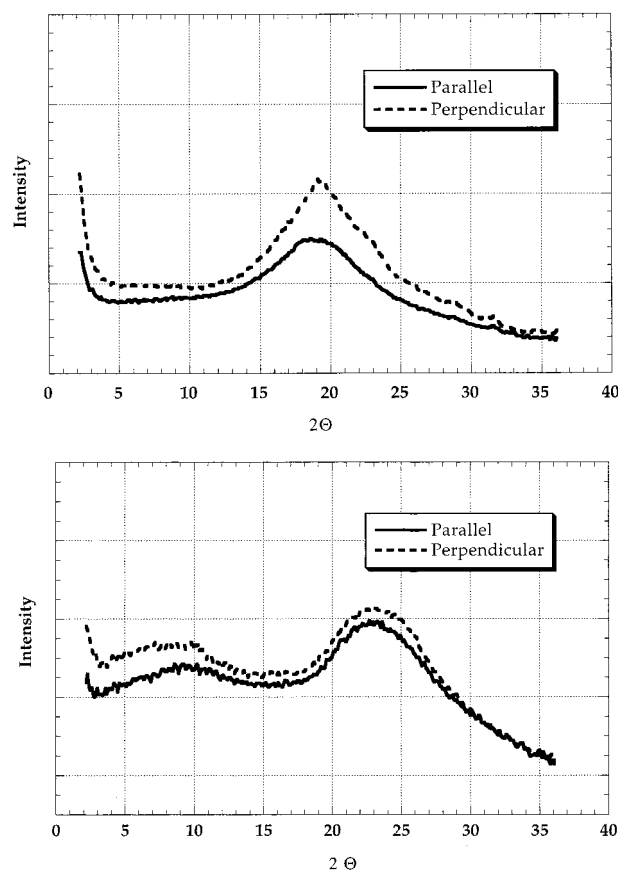 Parallel
Perpendicular
Intensity
0 5 10 15 20 25 30 35 40
2Θ
Parallel
Perpendicular
Intensity
0 5 10 15 20 25 30 35 40
2 Θ